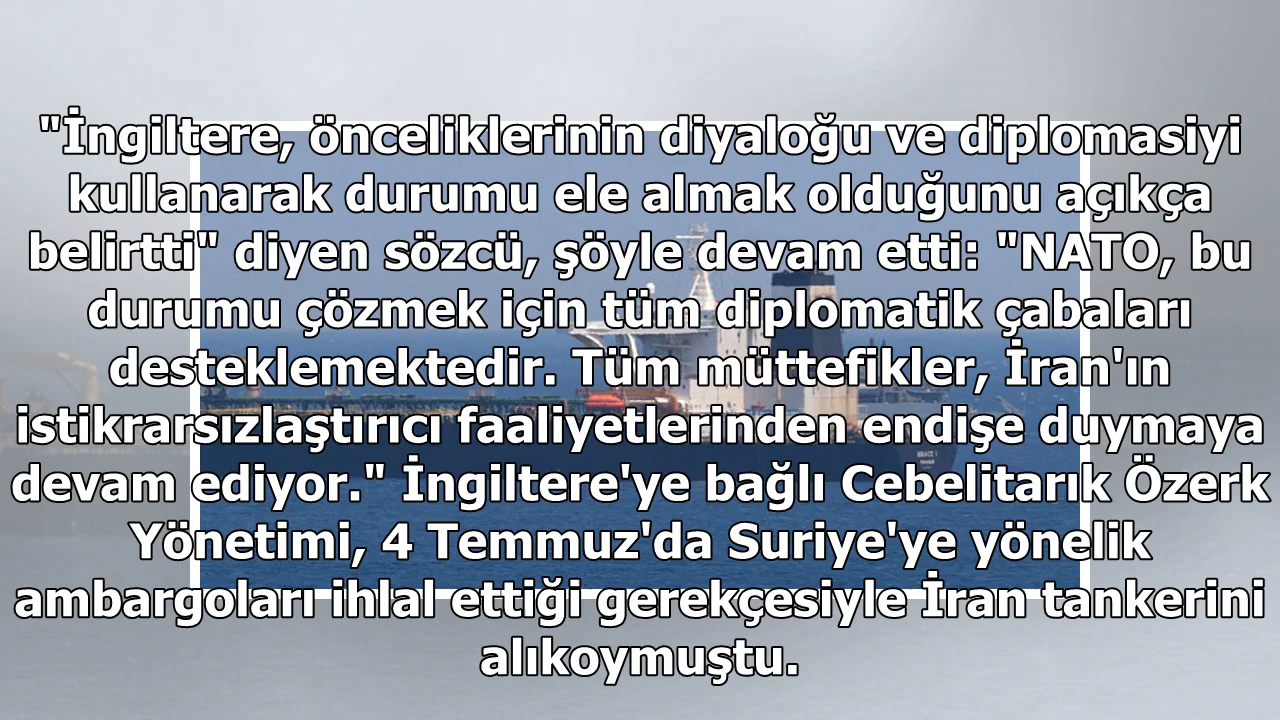 "İngiltere, önceliklerinin diyaloğu ve diplomasiyi
kullanarak durumu ele almak olduğunu açıkça
belirtti" diyen sözcü, şöyle devam etti: "NATO, bu
durumu çözmek için tüm diplomatik çabaları
desteklemektedir. Tüm müttefikler, İran'ın
istikrarsızlaştırıcı faaliyetlerinden endişe duymaya
devam ediyor." İngiltere'ye bağlı Cebelitarık Özerk
Yönetimi, 4 Temmuz'da Suriye'ye yönelik
ambargoları ihlal ettiği gerekçesiyle İran tankerini
alıkoymuştu.